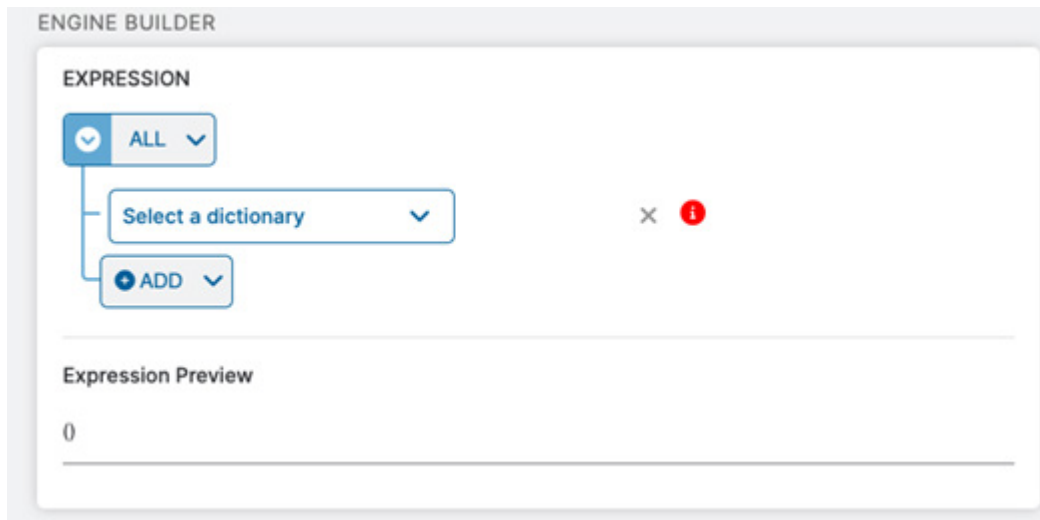 ENGINE BUILDER
EXPRESSION
ALL
Select a dictionary
ADD
Expression Preview
()